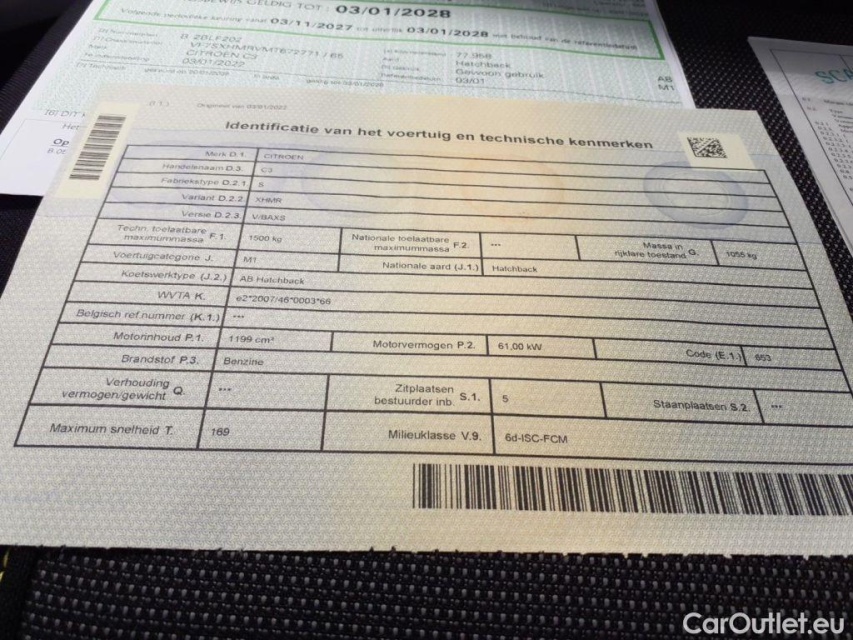 GELDIG TOT : 03/01/2028
03/11/2027 03/01/2028
CITROEN C3
03/01/2022
77.958
Hatchback
Gewoon gebruik
03/01
AB
M1
Identificatie van het voertuig en technische kenmerken
Merk D.1. CITROEN
Handelsnaam D.3. C3
Fabriekstype D.2.1 S
Variant D.2.2. XHMR
Versie D.2.3. V/BAXS
Techn. toelaatbare maximummassa F.1. 1500 kg Nationale toelaatbare maximummassa F.2. --- Massa in rijklare toestand G. 1055 kg
Voertuigcategorie J. M1 Nationale aard (J.1.) Hatchback
Koetswerktype (J.2.) AB Hatchback
WVTA K. e2*2007/46*0003*66
Belgisch ref.nummer (K.1.) ---
Motorinhoud P.1. 1199 cm³ Motorvermogen P.2. 61,00 kW Code (E.1.) 653
Brandstof P.3. Benzine
Verhouding vermogen/gewicht Q. --- Zitplaatsen bestuurder inb. S.1. 5 Staanplaatsen S.2. ---
Maximum snelheid T. 169 Milieuklasse V.9. 6d-ISC-FCM
CarOutlet.eu